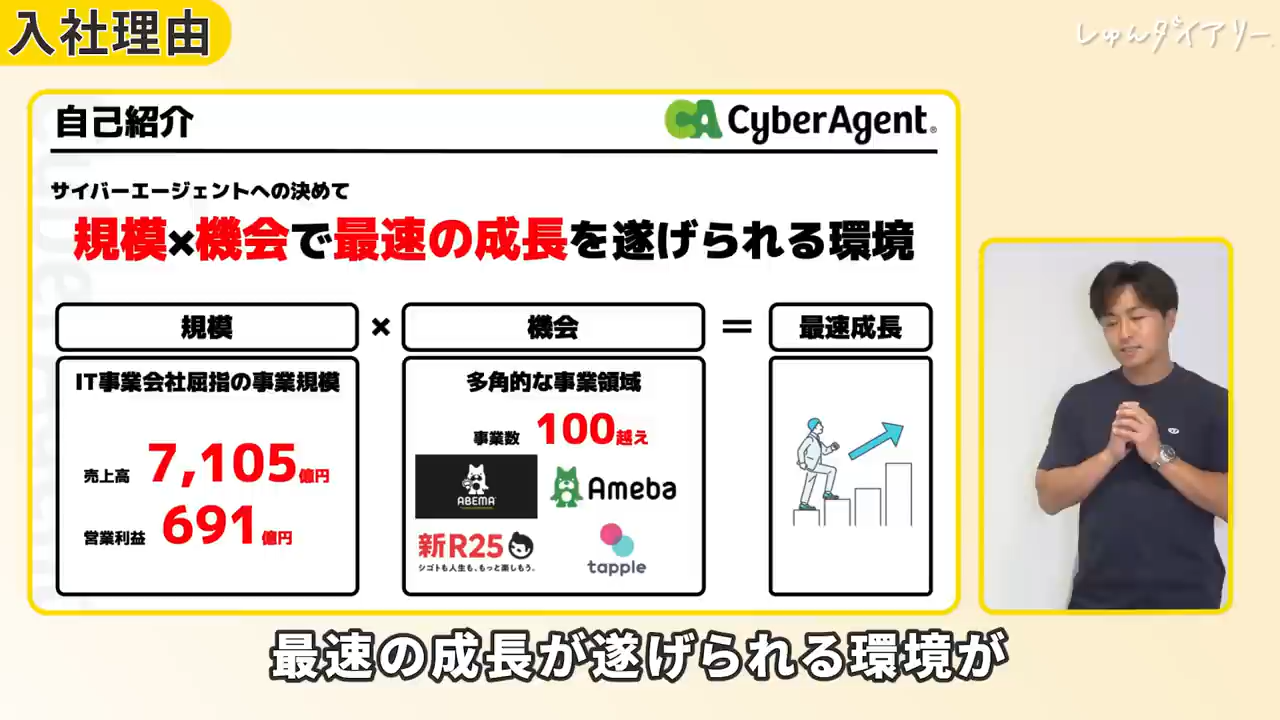 入社理由
しゅんダイアリー
自己紹介
CA CyberAgent®
サイバーエージェントへの決めて
規模×機会で最速の成長を遂げられる環境
規模 × 機会 = 最速成長
IT事業会社屈指の事業規模
売上高 7,105億円
営業利益 691億円
多角的な事業領域
事業数 100越え
ABEMA
Ameba
新R25
シゴトも人生も、もっと楽しもう。
tapple
最速の成長が遂げられる環境が